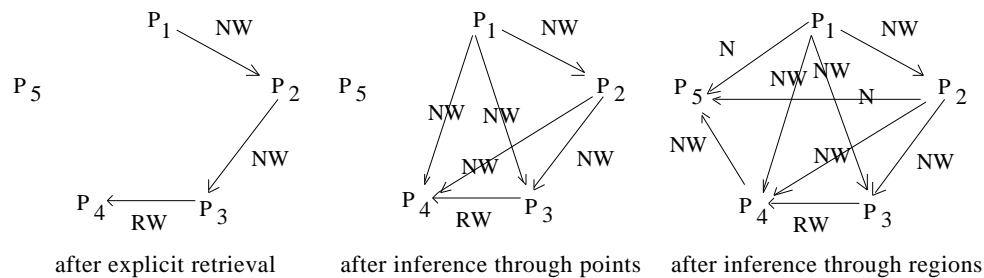 P1 NW
P5
P2
NW
P4
P3
RW
after explicit retrieval
P1 NW
P5
P2
NW
NW
NW
NW
P4
P3
RW
after inference through points
P1 NW
N
NW
NW
P5
P2
N
NW
NW
NW
P4
P3
RW
after inference through regions